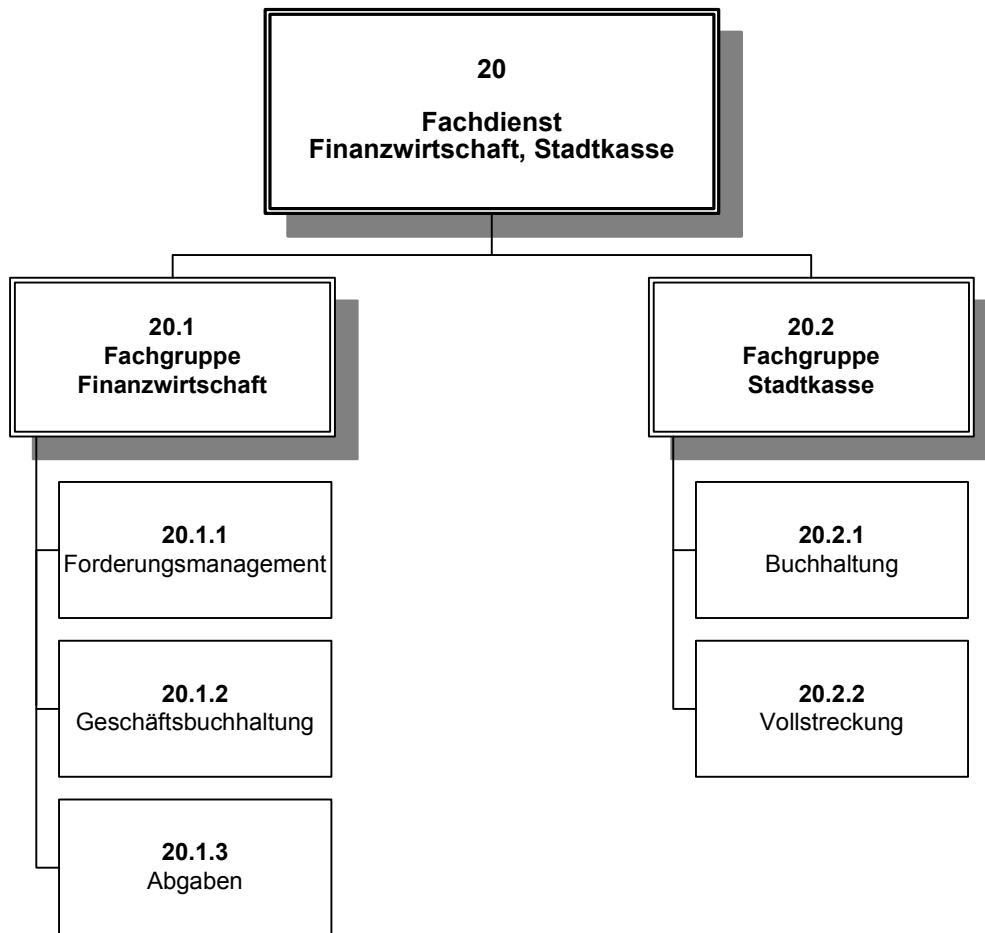 20
Fachdienst
Finanzwirtschaft, Stadtkasse
20.1
Fachgruppe
Finanzwirtschaft
20.2
Fachgruppe
Stadtkasse
20.1.1
Forderungsmanagement
20.2.1
Buchhaltung
20.1.2
Geschäftsbuchhaltung
20.2.2
Vollstreckung
20.1.3
Abgaben